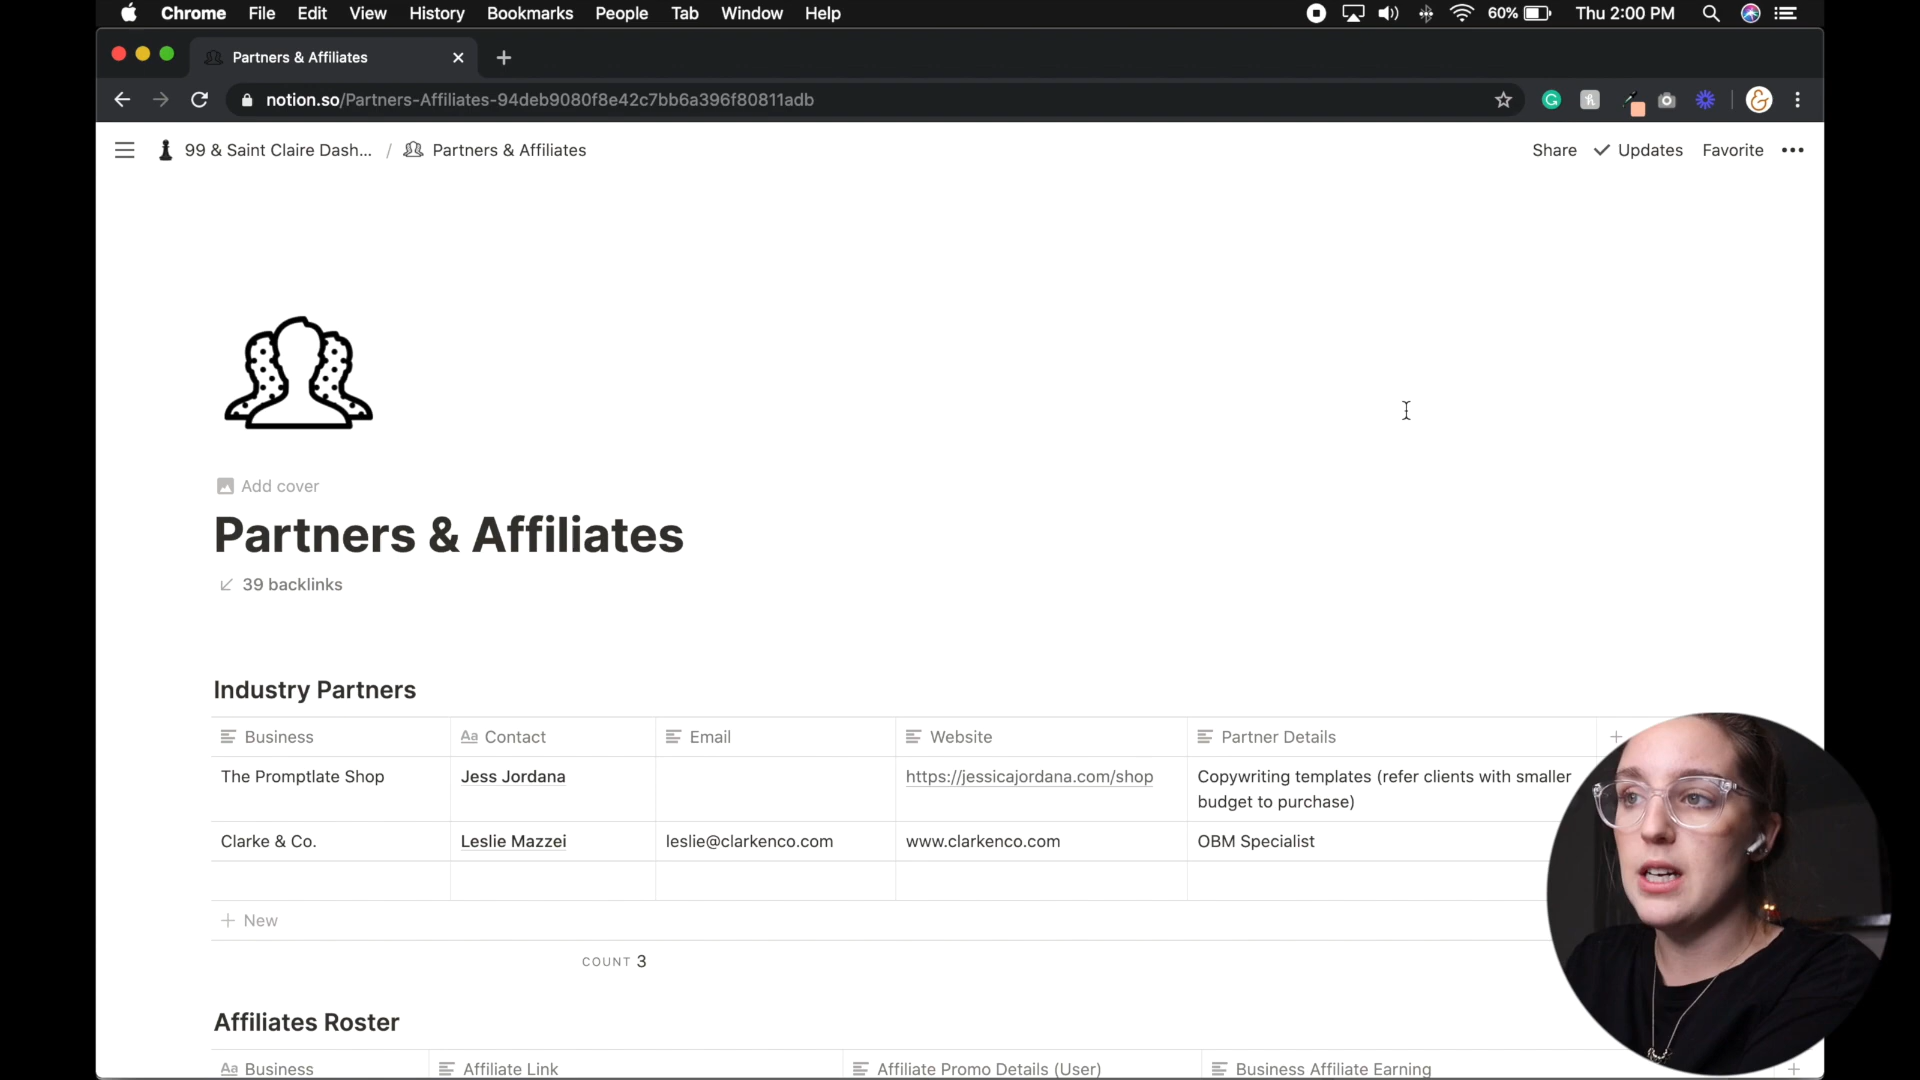 Chrome File Edit View History Bookmarks People Tab Window Help 60% Thu 2:00 PM
Partners & Affiliates
notion.so/Partners-Affiliates-94deb9080f8e42c7bb6a396f80811adb
99 & Saint Claire Dash... / Partners & Affiliates Share Updates Favorite
Add cover
Partners & Affiliates
39 backlinks
Industry Partners
Business Aa Contact Email Website Partner Details
The Promptlate Shop Jess Jordana https://jessicajordana.com/shop Copywriting templates (refer clients with smaller
budget to purchase)
Clarke & Co. Leslie Mazzei leslie@clarkenco.com www.clarkenco.com OBM Specialist
+ New
COUNT 3
Affiliates Roster
Aa Business Affiliate Link Affiliate Promo Details (User) Business Affiliate Earning